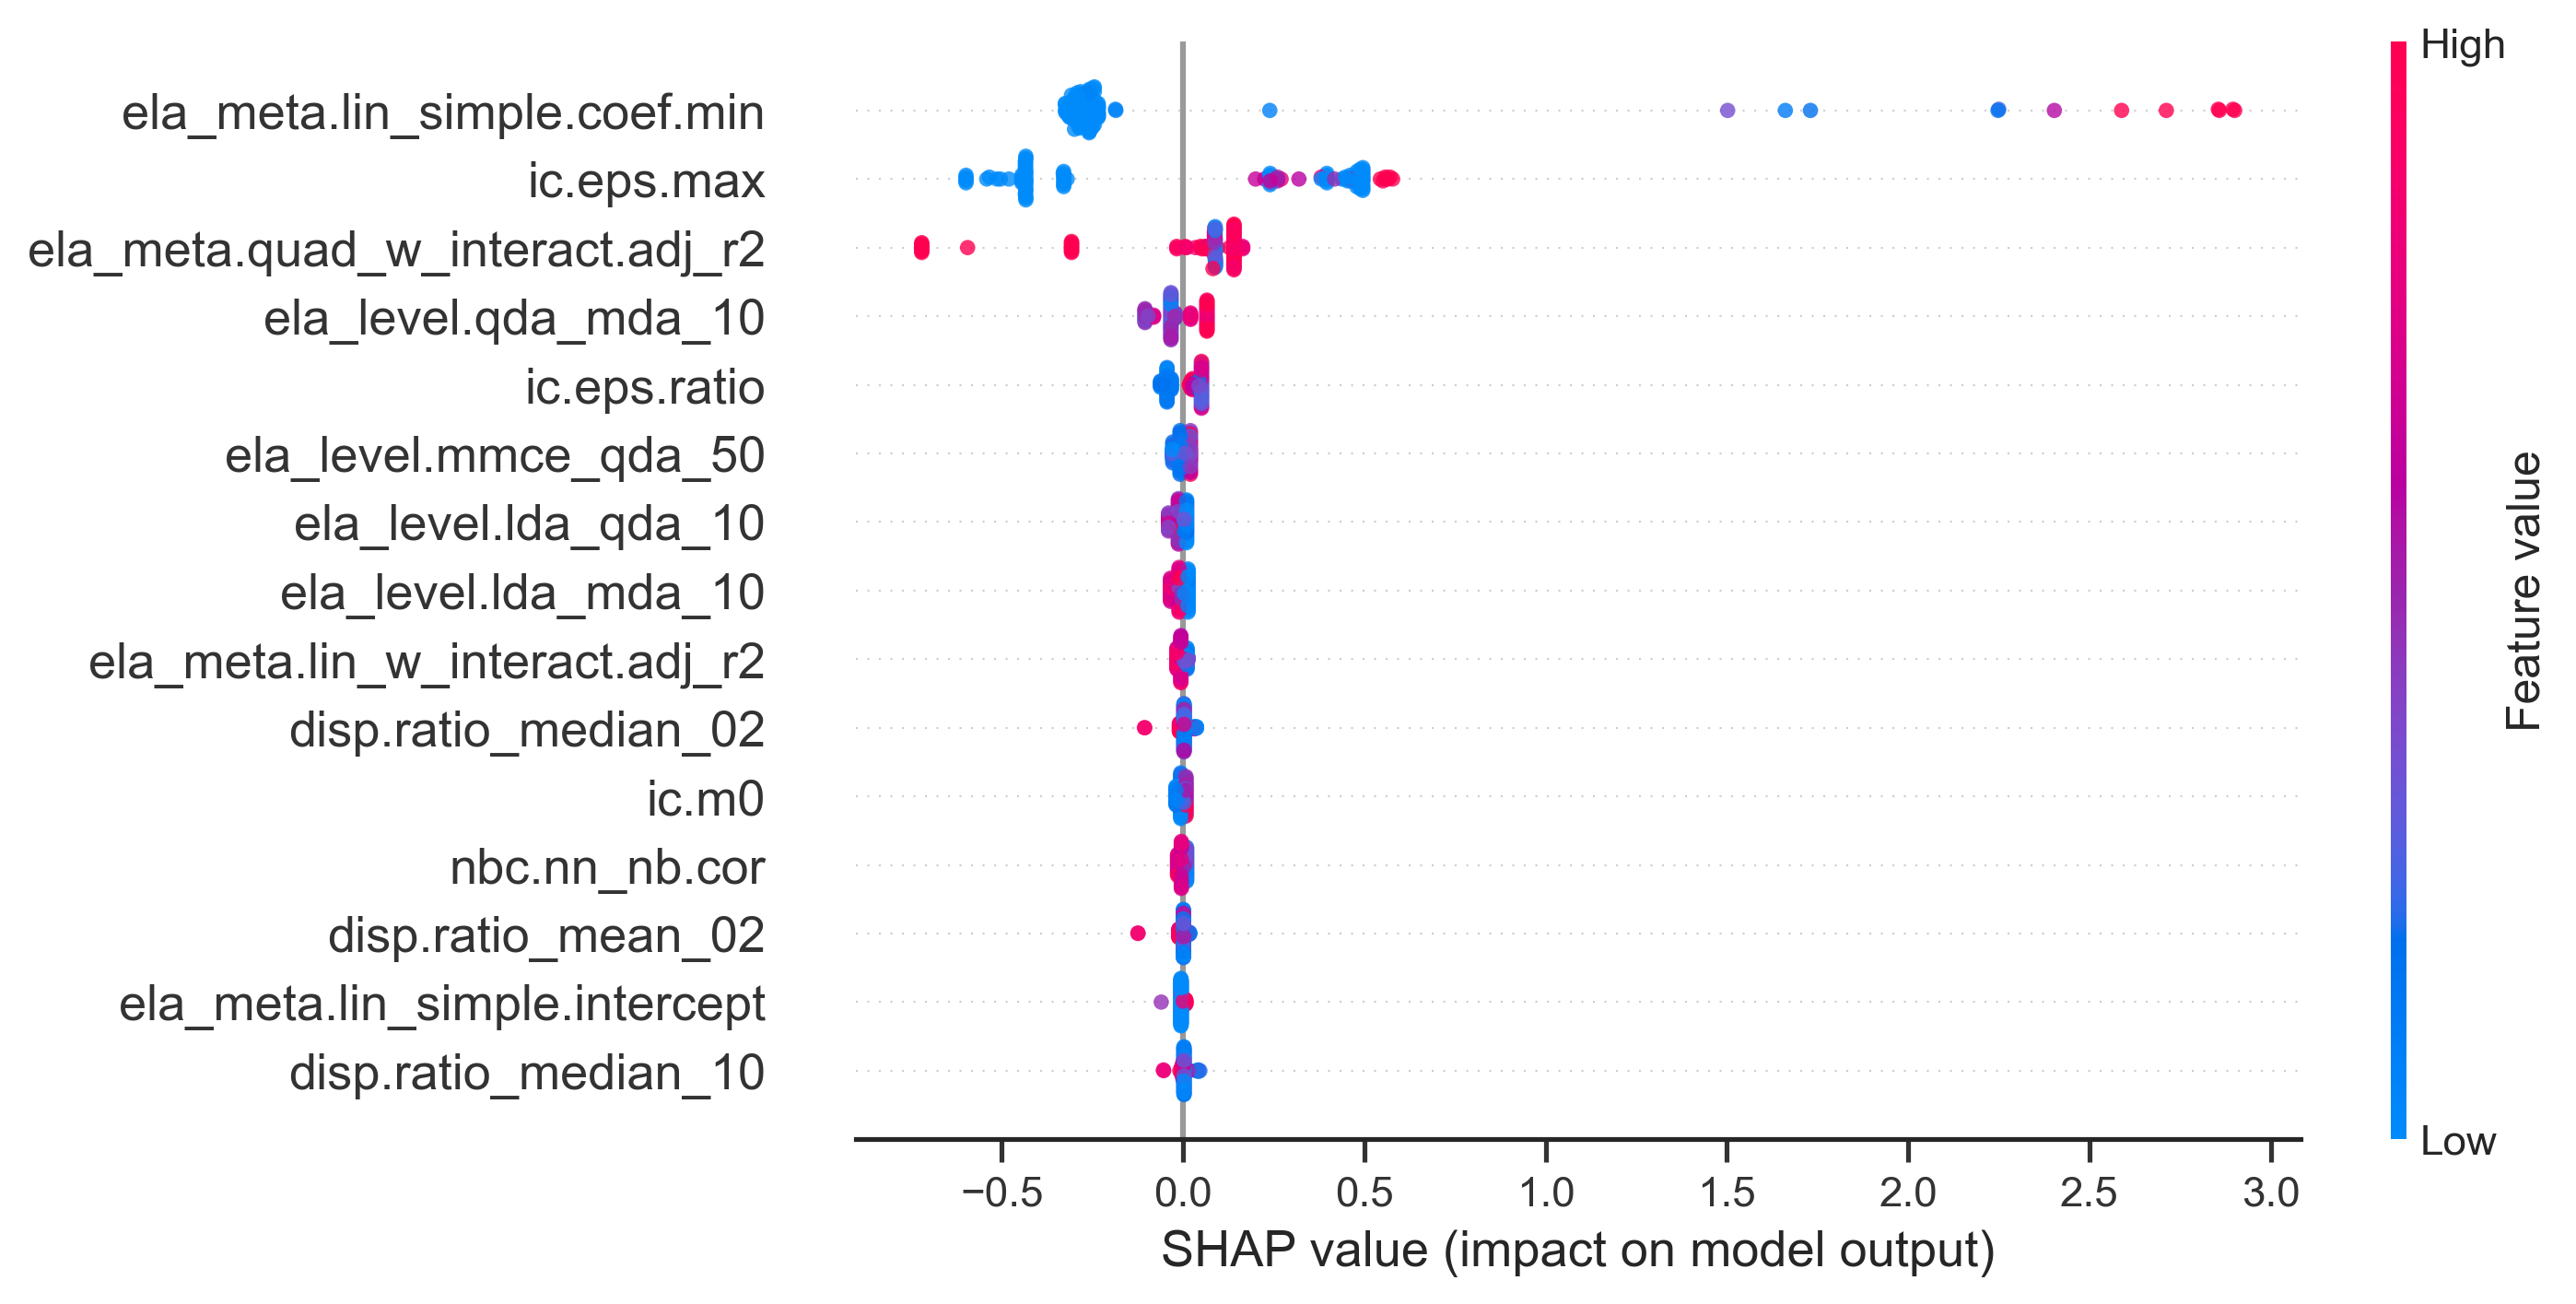 High
ela_meta.lin_simple.coef.min
ic.eps.max
ela_meta.quad_w_interact.adj_r2
ela_level.qda_mda_10
ic.eps.ratio
ela_level.mmce_qda_50
ela_level.lda_qda_10
ela_level.lda_mda_10
ela_meta.lin_w_interact.adj_r2
disp.ratio_median_02
ic.m0
nbc.nn_nb.cor
disp.ratio_mean_02
ela_meta.lin_simple.intercept
disp.ratio_median_10
Feature value
Low
−0.5 0.0 0.5 1.0 1.5 2.0 2.5 3.0
SHAP value (impact on model output)